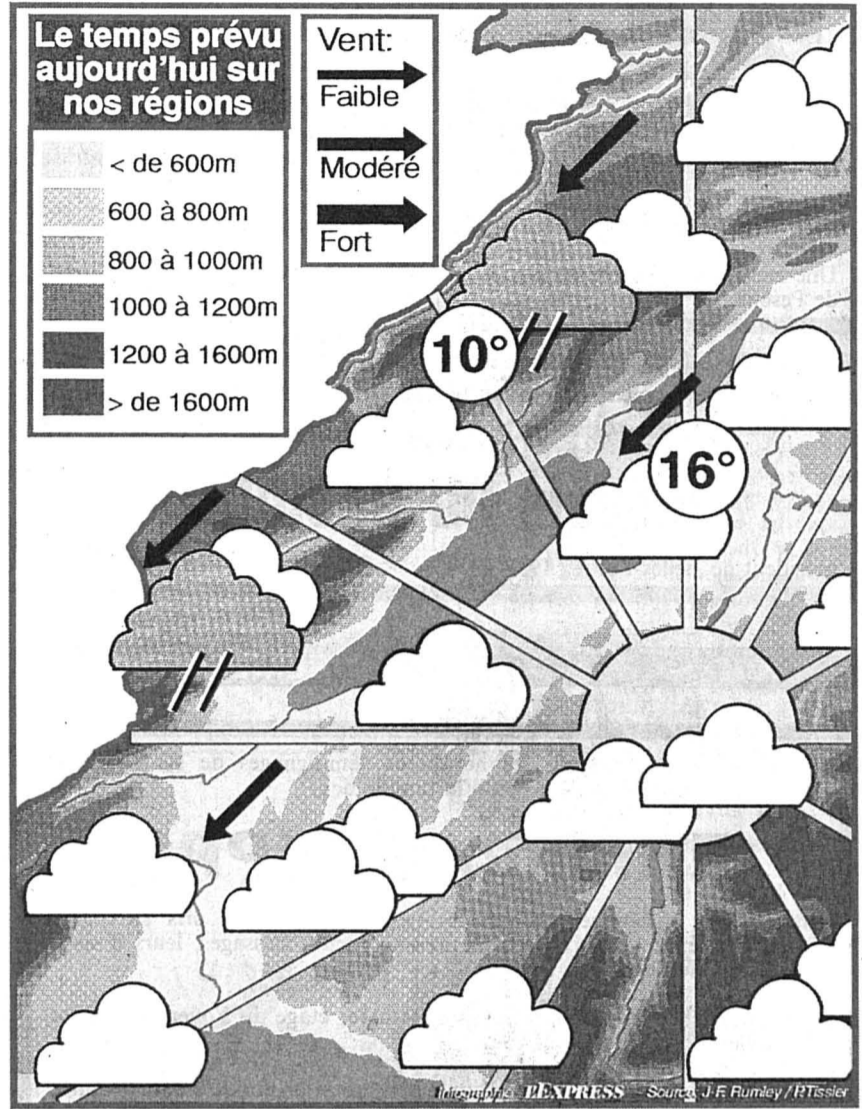 Le temps prévu
aujourd'hui sur
nos régions
< de 600m
600 à 800m
800 à 1000m
1000 à 1200m
1200 à 1600m
> de 1600m
Vent:
Faible
Modéré
Fort
10°
16°
Infographie L'EXPRESS Source: J-F. Rumley / P.Tissier